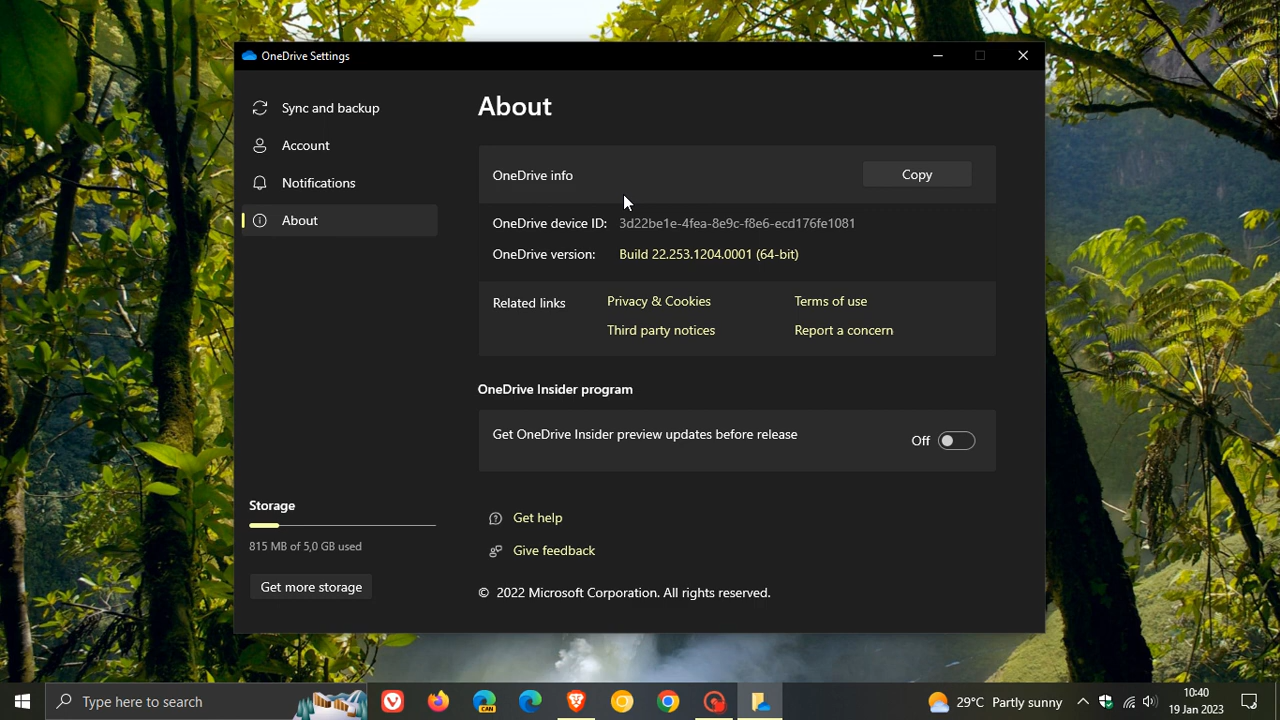 OneDrive Settings
Sync and backup
Account
Notifications
About
Storage
815 MB of 5,0 GB used
Get more storage
About
OneDrive info
Copy
OneDrive device ID: 3d22be1e-4fea-8e9c-f8e6-ecd176fe1081
OneDrive version: Build 22.253.1204.0001 (64-bit)
Related links
Privacy & Cookies
Terms of use
Third party notices
Report a concern
OneDrive Insider program
Get OneDrive Insider preview updates before release
Off
Get help
Give feedback
© 2022 Microsoft Corporation. All rights reserved.
Type here to search
CAN
29°C Partly sunny
10:40
19 Jan 2023